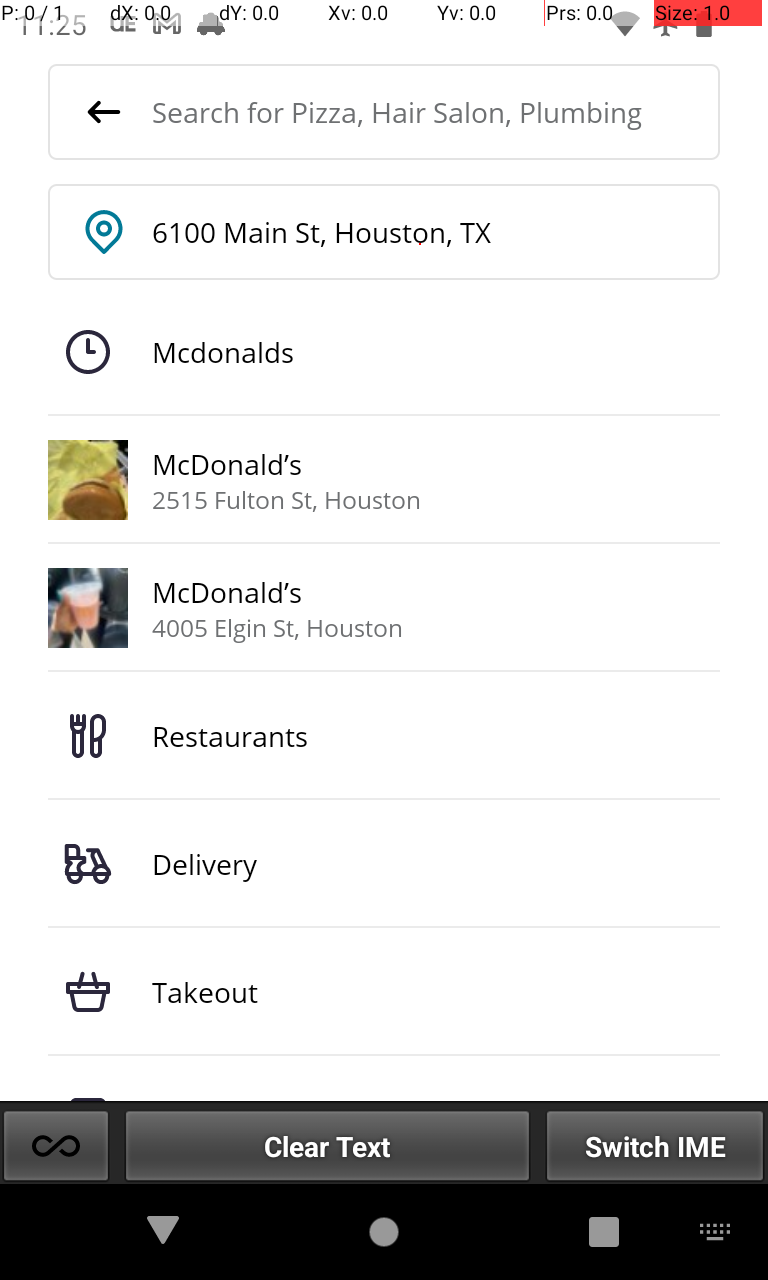 P: 0 / 1 dX: 0.0 dY: 0.0 Xv: 0.0 Yv: 0.0 Prs: 0.0 Size: 1.0
11:25 UE
Search for Pizza, Hair Salon, Plumbing
6100 Main St, Houston, TX
Mcdonalds
McDonald’s
2515 Fulton St, Houston
McDonald’s
4005 Elgin St, Houston
Restaurants
Delivery
Takeout
Clear Text Switch IME